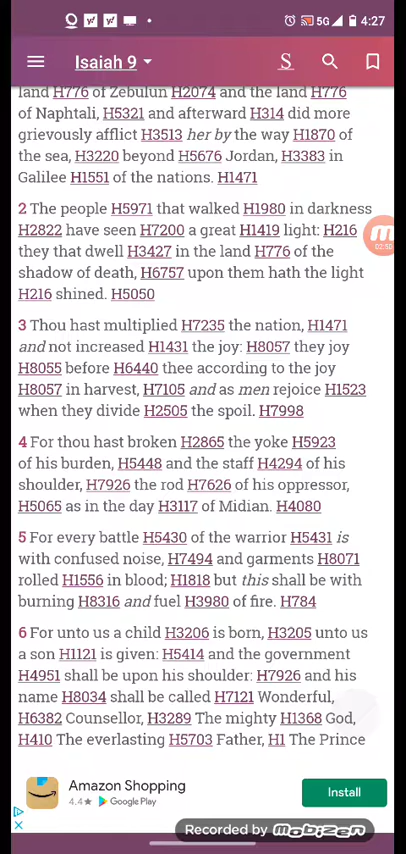 5G 4:27
Isaiah 9
S
land H776 of Zebulun H2074 and the land H776
of Naphtali, H5321 and afterward H314 did more
grievously afflict H3513 her by the way H1870 of
the sea, H3220 beyond H5676 Jordan, H3383 in
Galilee H1551 of the nations. H1471
2 The people H5971 that walked H1980 in darkness
H2822 have seen H7200 a great H1419 light: H216
they that dwell H3427 in the land H776 of the
shadow of death, H6757 upon them hath the light
H216 shined. H5050
02:50
3 Thou hast multiplied H7235 the nation, H1471
and not increased H1431 the joy: H8057 they joy
H8055 before H6440 thee according to the joy
H8057 in harvest, H7105 and as men rejoice H1523
when they divide H2505 the spoil. H7998
4 For thou hast broken H2865 the yoke H5923
of his burden, H5448 and the staff H4294 of his
shoulder, H7926 the rod H7626 of his oppressor,
H5065 as in the day H3117 of Midian. H4080
5 For every battle H5430 of the warrior H5431 is
with confused noise, H7494 and garments H8071
rolled H1556 in blood; H1818 but this shall be with
burning H8316 and fuel H3980 of fire. H784
6 For unto us a child H3206 is born, H3205 unto us
a son H1121 is given: H5414 and the government
H4951 shall be upon his shoulder: H7926 and his
name H8034 shall be called H7121 Wonderful,
H6382 Counsellor, H3289 The mighty H1368 God,
H410 The everlasting H5703 Father, H1 The Prince
Amazon Shopping
4.4★ Google Play
Install
Recorded by mobizen